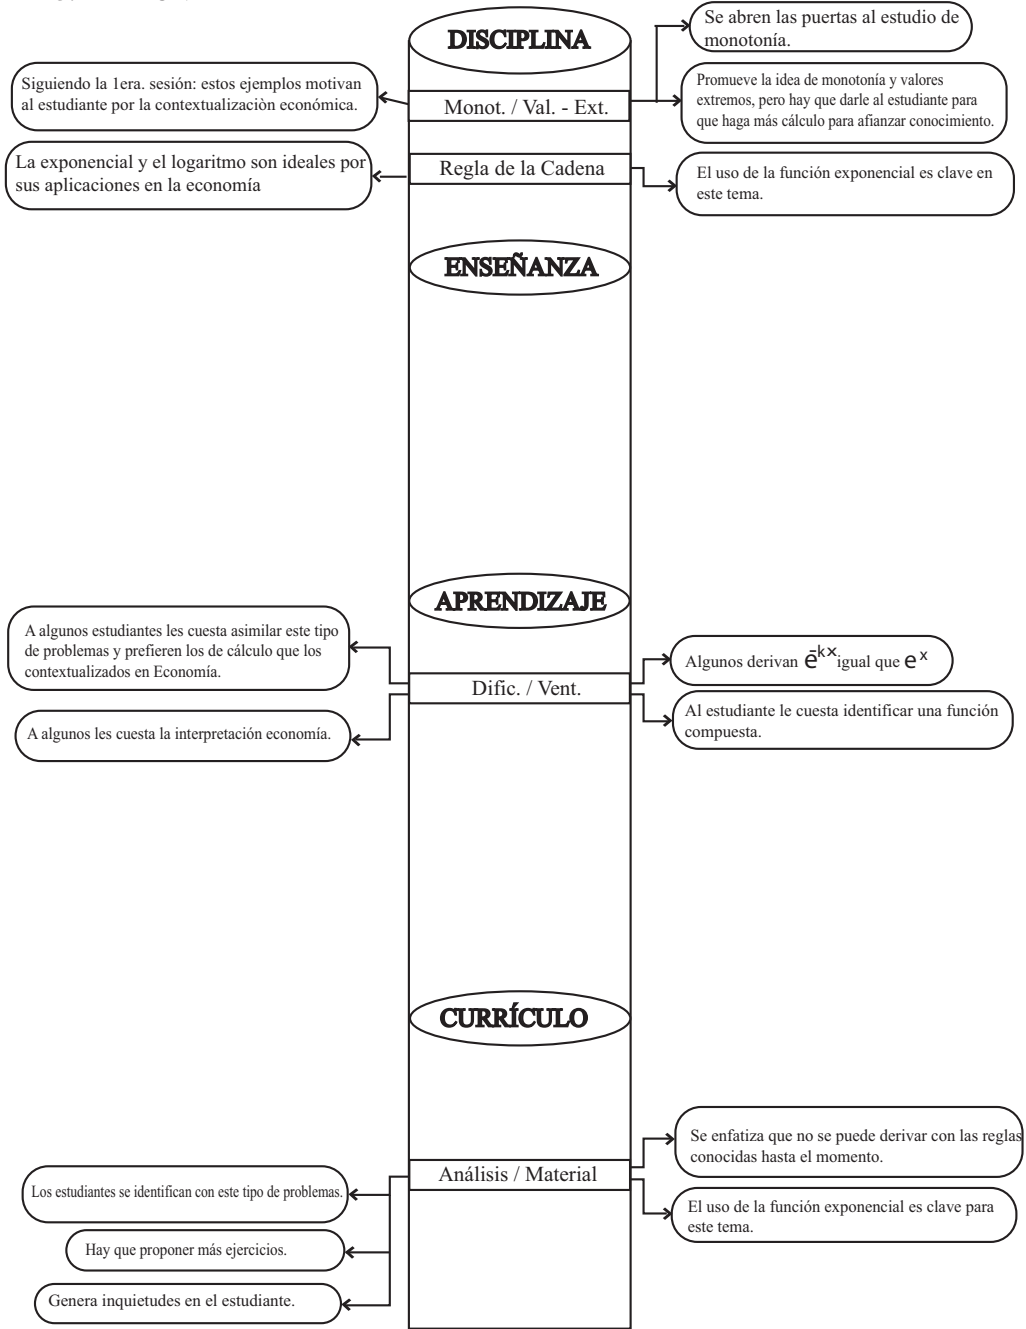 DISCIPLINA
Se abren las puertas al estudio de
monotonía.
Siguiendo la 1era. sesión: estos ejemplos motivan
al estudiante por la contextualizaciòn económica.
Monot. / Val. - Ext.
Promueve la idea de monotonía y valores
extremos, pero hay que darle al estudiante para
que haga más cálculo para afianzar conocimiento.
La exponencial y el logaritmo son ideales por
sus aplicaciones en la economía
Regla de la Cadena
El uso de la función exponencial es clave en
este tema.
ENSEÑANZA
APRENDIZAJE
A algunos estudiantes les cuesta asimilar este tipo
de problemas y prefieren los de cálculo que los
contextualizados en Economía.
A algunos les cuesta la interpretación economía.
Dific. / Vent.
Algunos derivan ē^kx igual que e^x
Al estudiante le cuesta identificar una función
compuesta.
CURRÍCULO
Análisis / Material
Se enfatiza que no se puede derivar con las reglas
conocidas hasta el momento.
El uso de la función exponencial es clave para
este tema.
Los estudiantes se identifican con este tipo de problemas.
Hay que proponer más ejercicios.
Genera inquietudes en el estudiante.